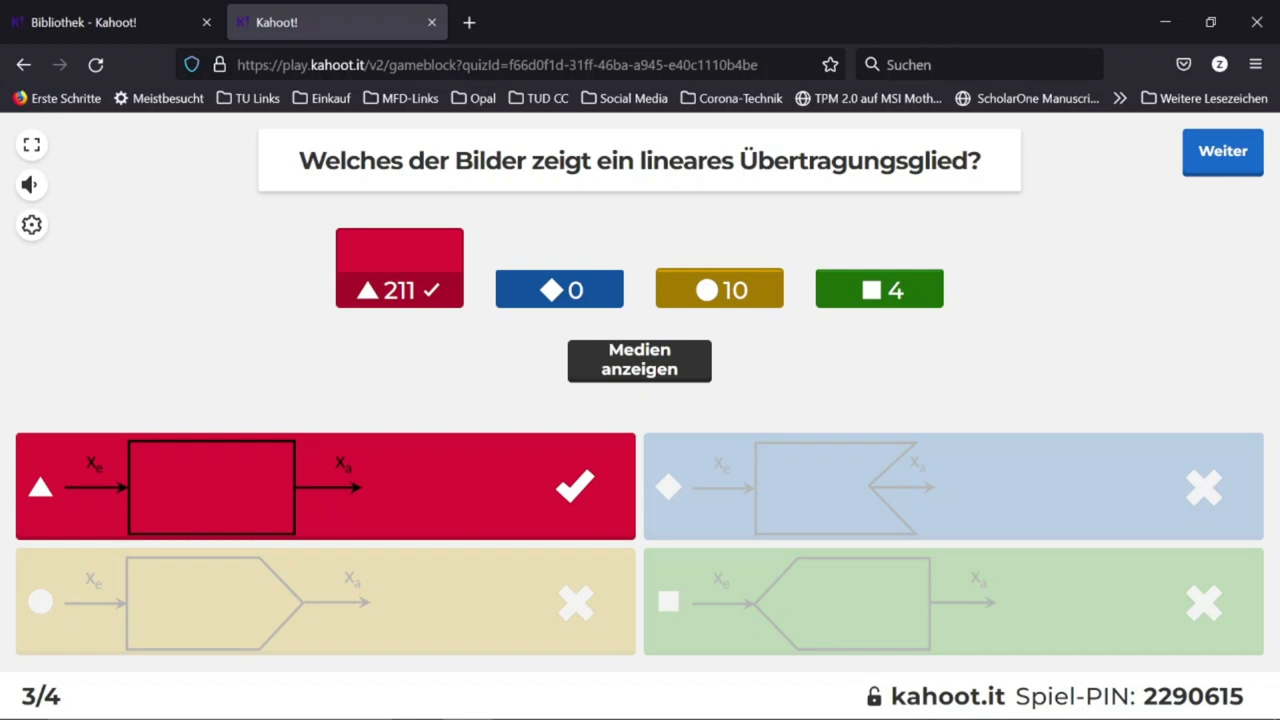 Bibliothek - Kahoot!
Kahoot!
https://play.kahoot.it/v2/gameblock?quizId=f66d0f1d-31ff-46ba-a945-e40c1110b4be
Suchen
Erste Schritte
Meistbesucht
TU Links
Einkauf
MFD-Links
Opal
TUD CC
Social Media
Corona-Technik
TPM 2.0 auf MSI Moth...
ScholarOne Manuscri...
Weitere Lesezeichen
Welches der Bilder zeigt ein lineares Übertragungsglied?
Weiter
211
0
10
4
Medien
anzeigen
Xe
Xa
Xe
Xa
Xe
Xa
Xe
Xa
3/4
kahoot.it Spiel-PIN: 2290615